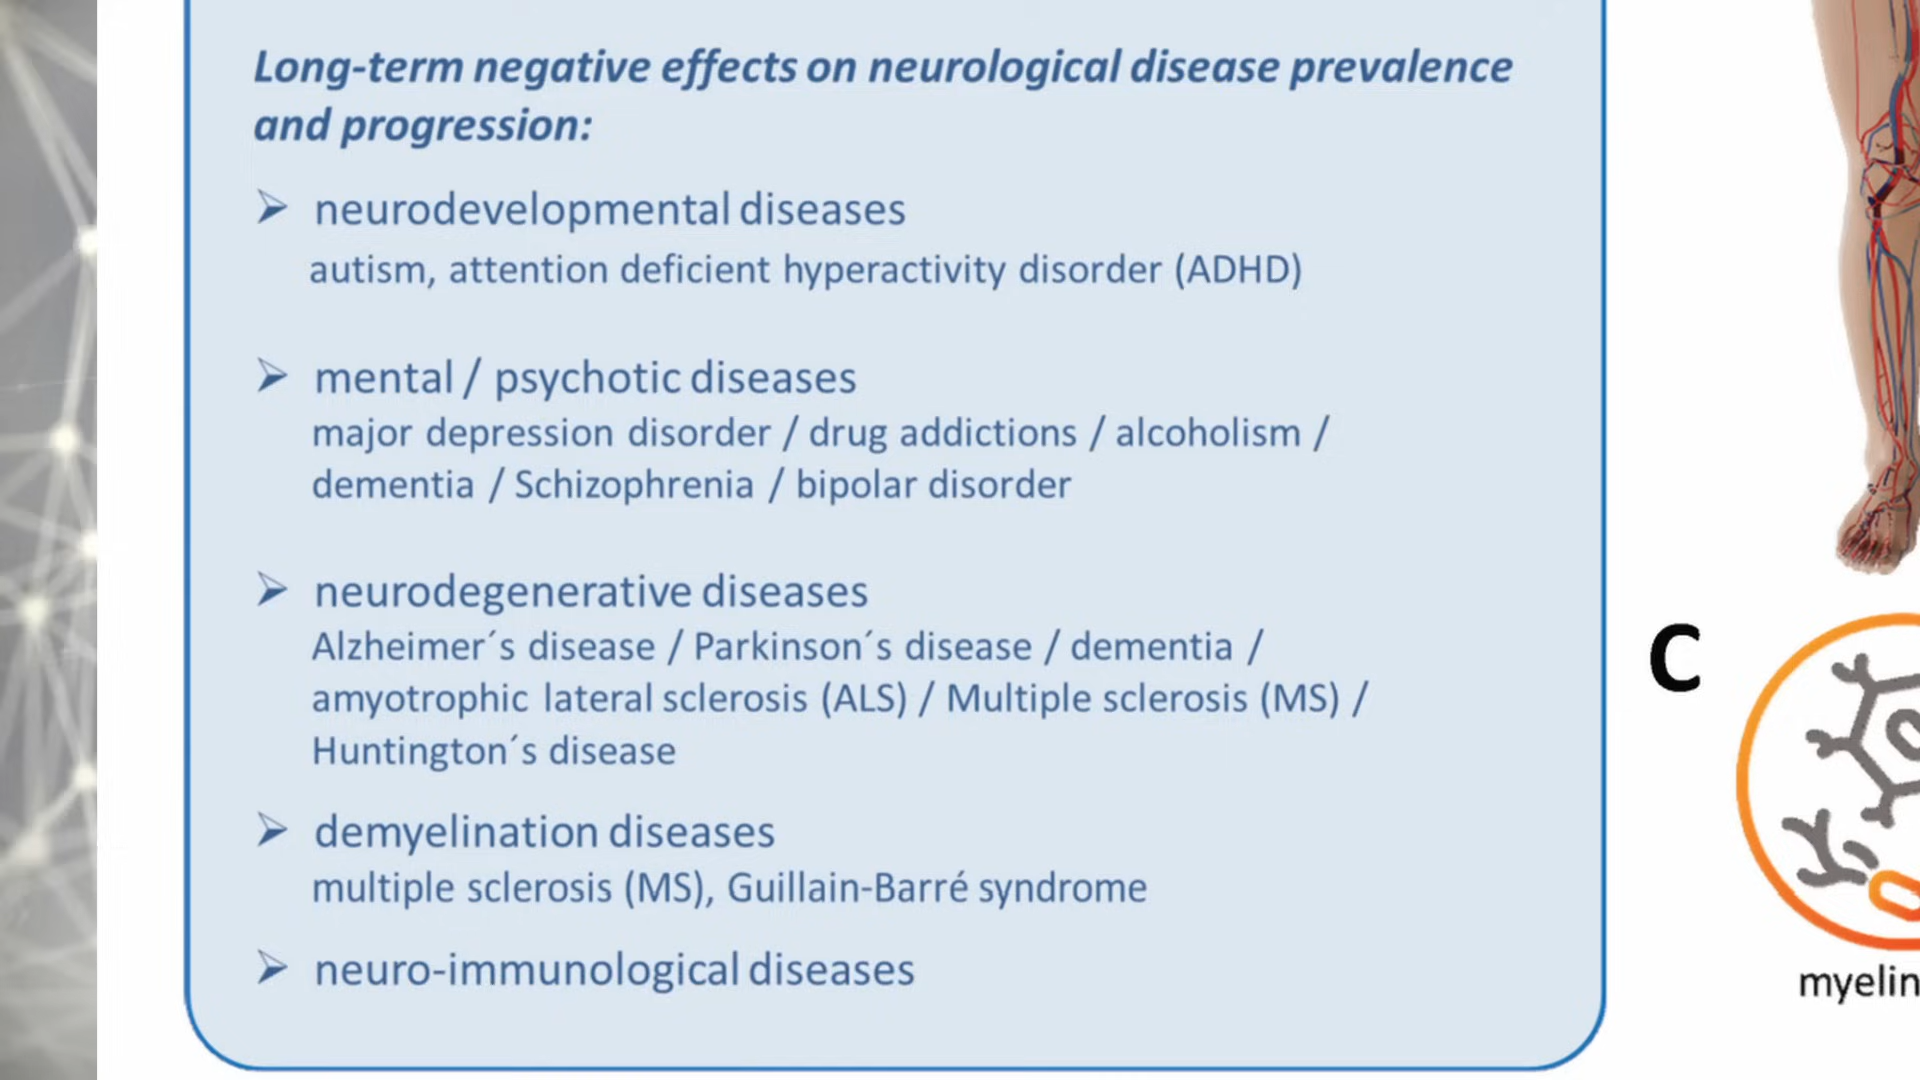 Long-term negative effects on neurological disease prevalence
and progression:
➢ neurodevelopmental diseases
autism, attention deficient hyperactivity disorder (ADHD)
➢ mental / psychotic diseases
major depression disorder / drug addictions / alcoholism /
dementia / Schizophrenia / bipolar disorder
➢ neurodegenerative diseases
Alzheimer´s disease / Parkinson´s disease / dementia /
amyotrophic lateral sclerosis (ALS) / Multiple sclerosis (MS) /
Huntington´s disease
➢ demyelination diseases
multiple sclerosis (MS), Guillain-Barré syndrome
➢ neuro-immunological diseases
C
myelin